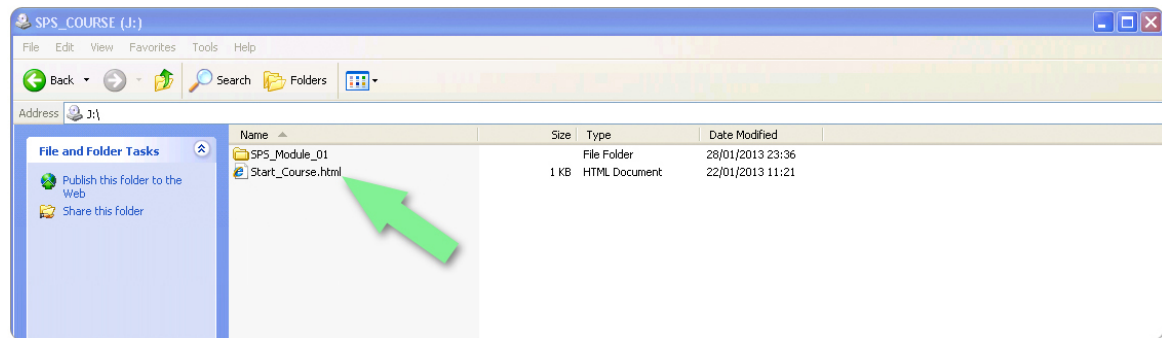 SPS_COURSE (J:)
File Edit View Favorites Tools Help
Back Search Folders
Address J:\
Name Size Type Date Modified
File and Folder Tasks
SPS_Module_01 File Folder 28/01/2013 23:36
Start_Course.html 1 KB HTML Document 22/01/2013 11:21
Publish this folder to the
Web
Share this folder